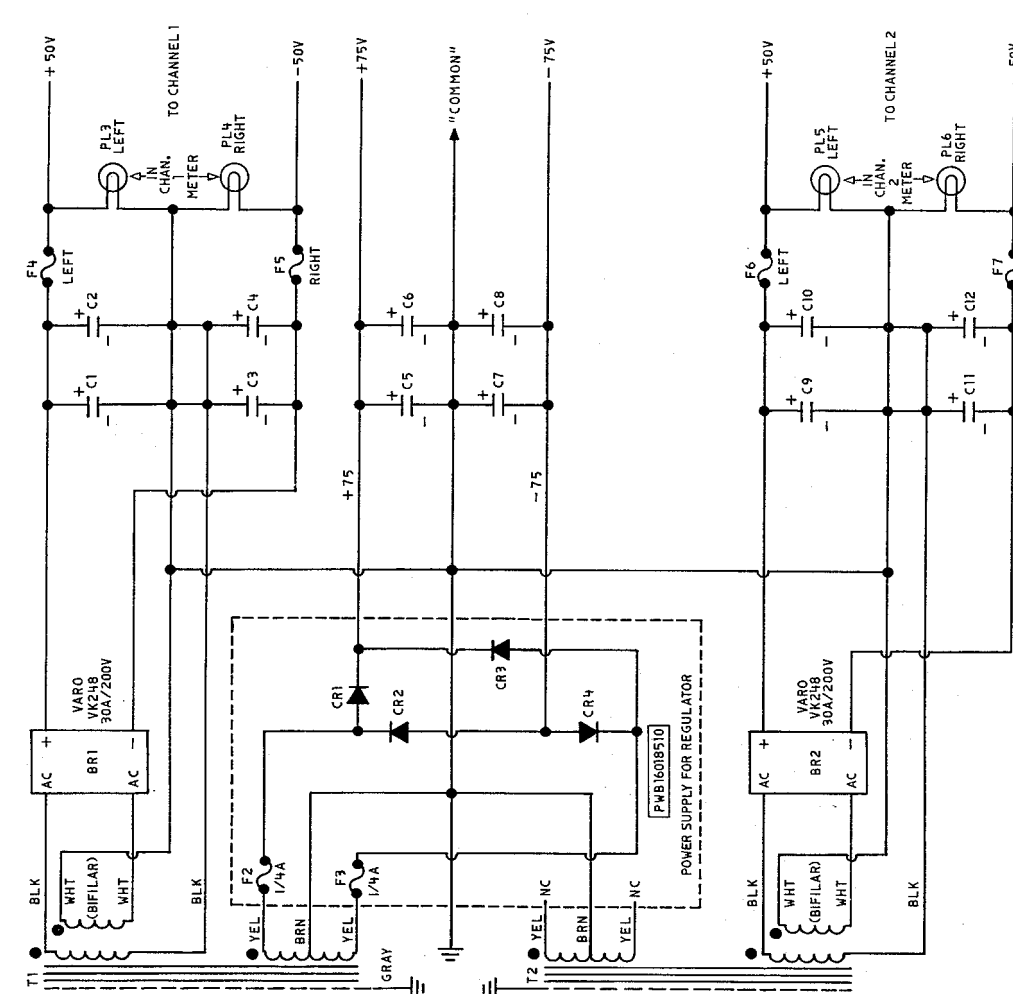 +50V
TO CHANNEL 1
-50V
+75V
"COMMON"
-75V
+50V
TO CHANNEL 2
PL3
LEFT
IN
CHAN.
1
METER
PL4
RIGHT
PL5
LEFT
IN
CHAN.
2
METER
PL6
RIGHT
F4
LEFT
F5
RIGHT
F6
LEFT
F7
+
C2
-
+
C4
-
+
C6
-
+
C8
-
+
C10
-
+
C12
-
+
C1
-
+
C3
-
+
C5
-
+
C7
-
+
C9
-
+
C11
-
+75
-75
VARO
VK248
30A/200V
+
-
BR1
AC
AC
CR1
CR2
CR3
CR4
PWB16018510
POWER SUPPLY FOR REGULATOR
VARO
VK248
30A/200V
+
-
BR2
AC
AC
BLK
WHT
(BIFILAR)
WHT
BLK
F2
1/4A
F3
1/4A
YEL
BRN
YEL
YEL
NC
BRN
YEL
NC
BLK
WHT
(BIFILAR)
WHT
BLK
T1
GRAY
T2